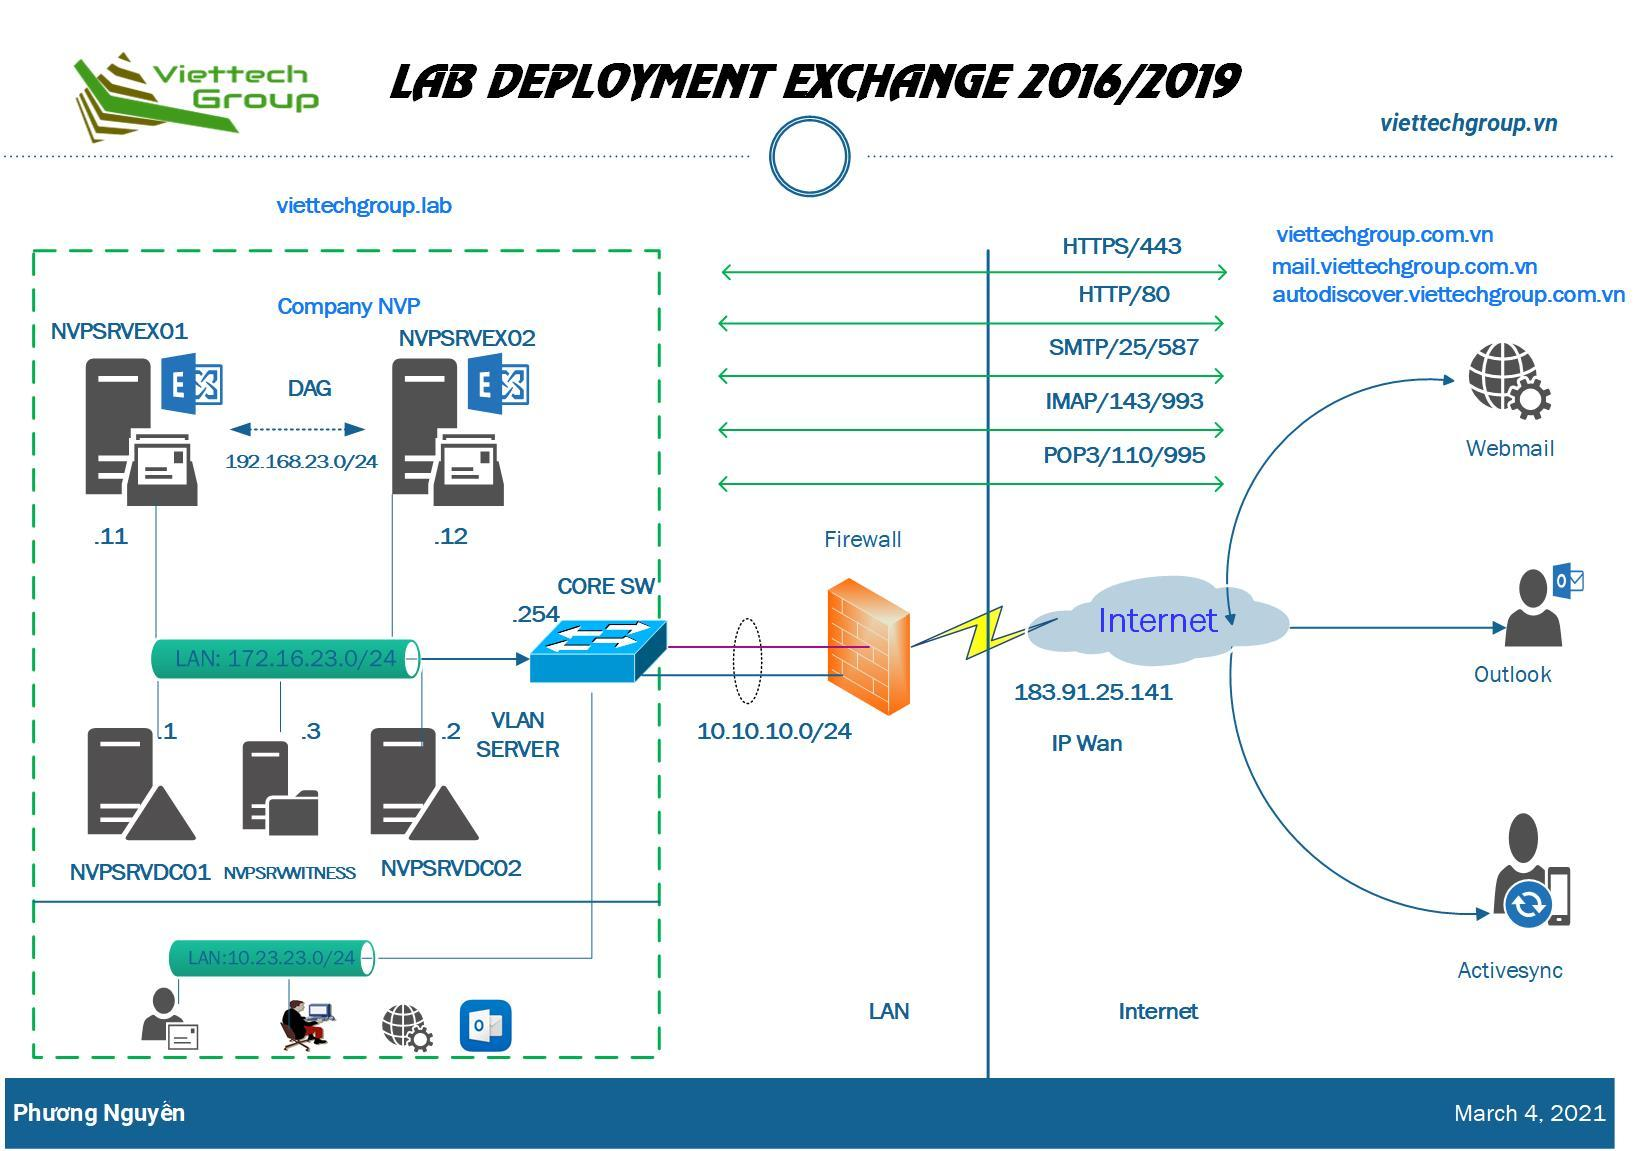 Viettech
Group
LAB DEPLOYMENT EXCHANGE 2016/2019
viettechgroup.vn
viettechgroup.lab
Company NVP
NVPSRVEX01
NVPSRVEX02
DAG
192.168.23.0/24
.11
.12
CORE SW
.254
LAN: 172.16.23.0/24
.1
.3
.2
VLAN
SERVER
NVPSRVDC01
NVPSRVWITNESS
NVPSRVDC02
LAN:10.23.23.0/24
HTTPS/443
HTTP/80
SMTP/25/587
IMAP/143/993
POP3/110/995
Firewall
10.10.10.0/24
Internet
183.91.25.141
IP Wan
viettechgroup.com.vn
mail.viettechgroup.com.vn
autodiscover.viettechgroup.com.vn
Webmail
Outlook
Activesync
LAN
Internet
Phương Nguyễn
March 4, 2021